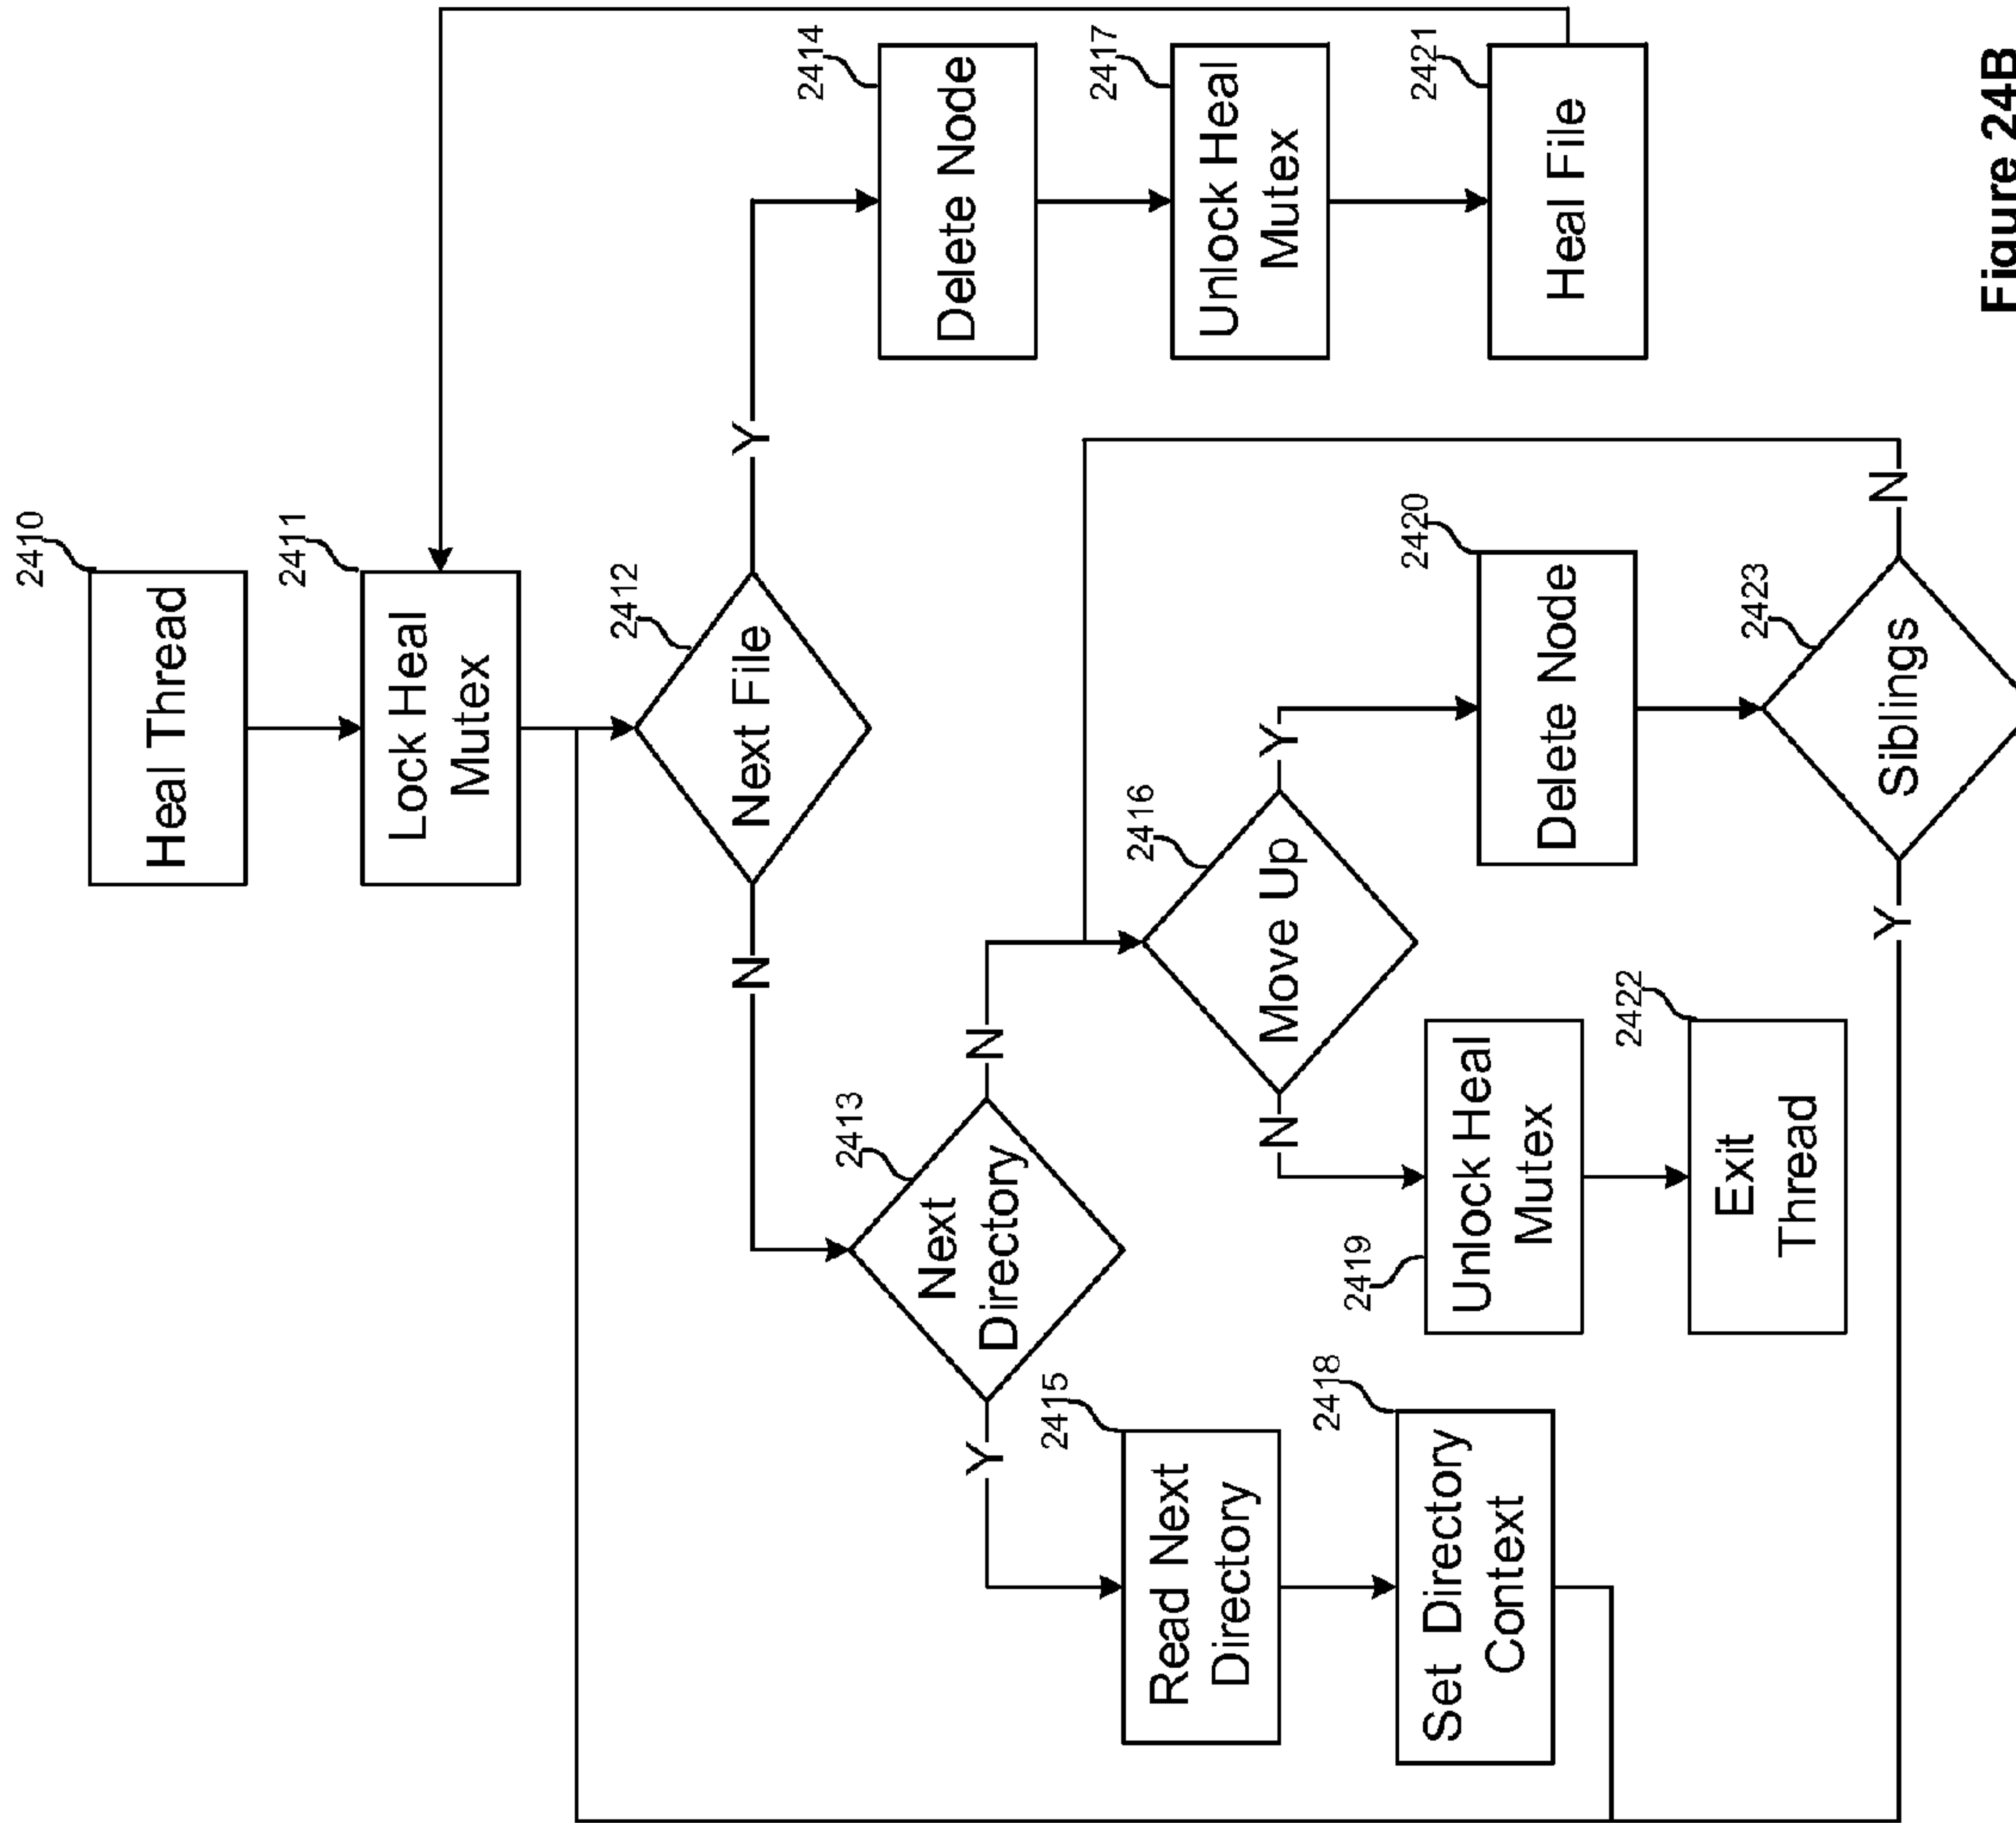 2410
Heal Thread
2411
Lock Heal
Mutex
2412
Next File
N
Y
2413
Next
Directory
Y
N
2414
Delete Node
2415
Read Next
Directory
2416
Move Up
N
Y
2417
Unlock Heal
Mutex
2418
Set Directory
Context
2419
Unlock Heal
Mutex
2420
Delete Node
2421
Heal File
2422
Exit
Thread
2423
Siblings
Y
N
Figure 24B